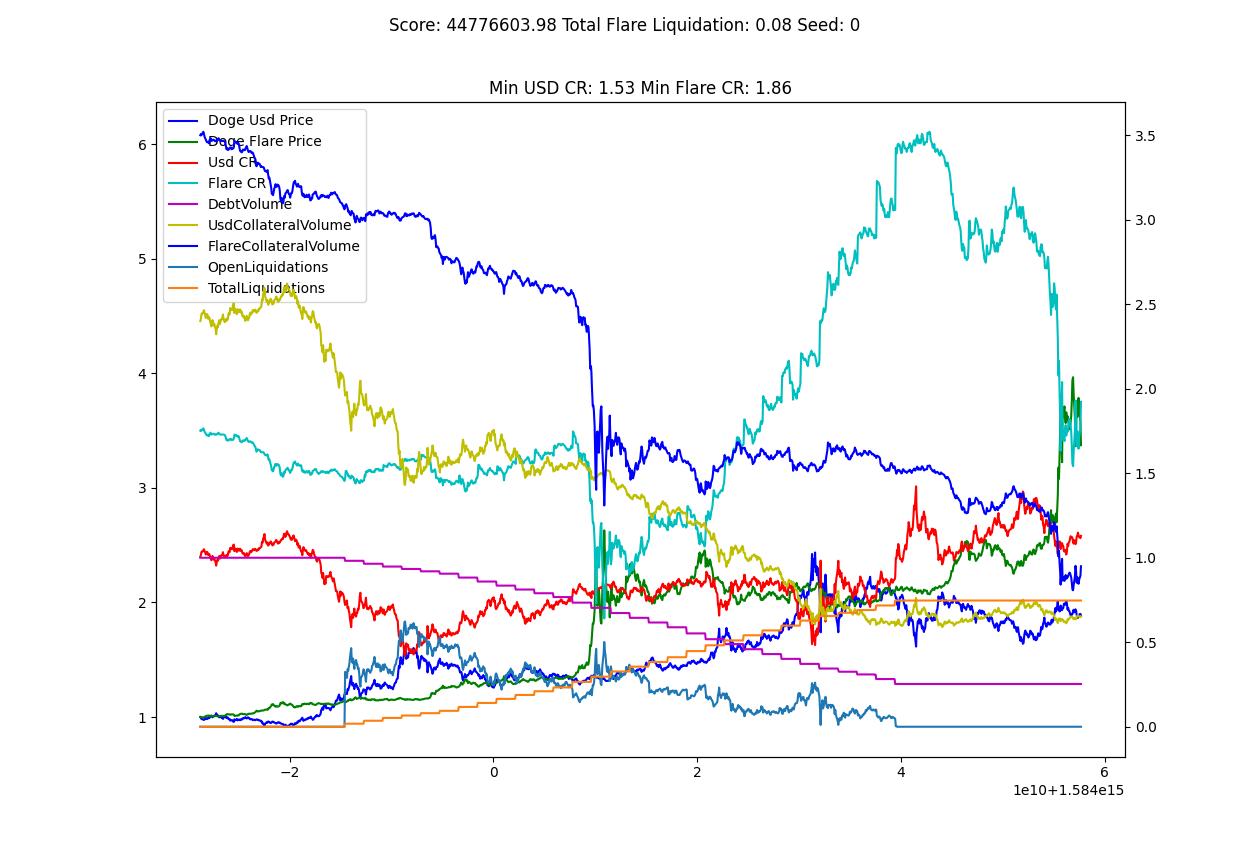 Score: 44776603.98 Total Flare Liquidation: 0.08 Seed: 0
Min USD CR: 1.53 Min Flare CR: 1.86
Doge Usd Price
Doge Flare Price
Usd CR
Flare CR
DebtVolume
UsdCollateralVolume
FlareCollateralVolume
OpenLiquidations
TotalLiquidations
6
5
4
3
2
1
3.5
3.0
2.5
2.0
1.5
1.0
0.5
0.0
−2
0
2
4
6
1e10+1.584e15